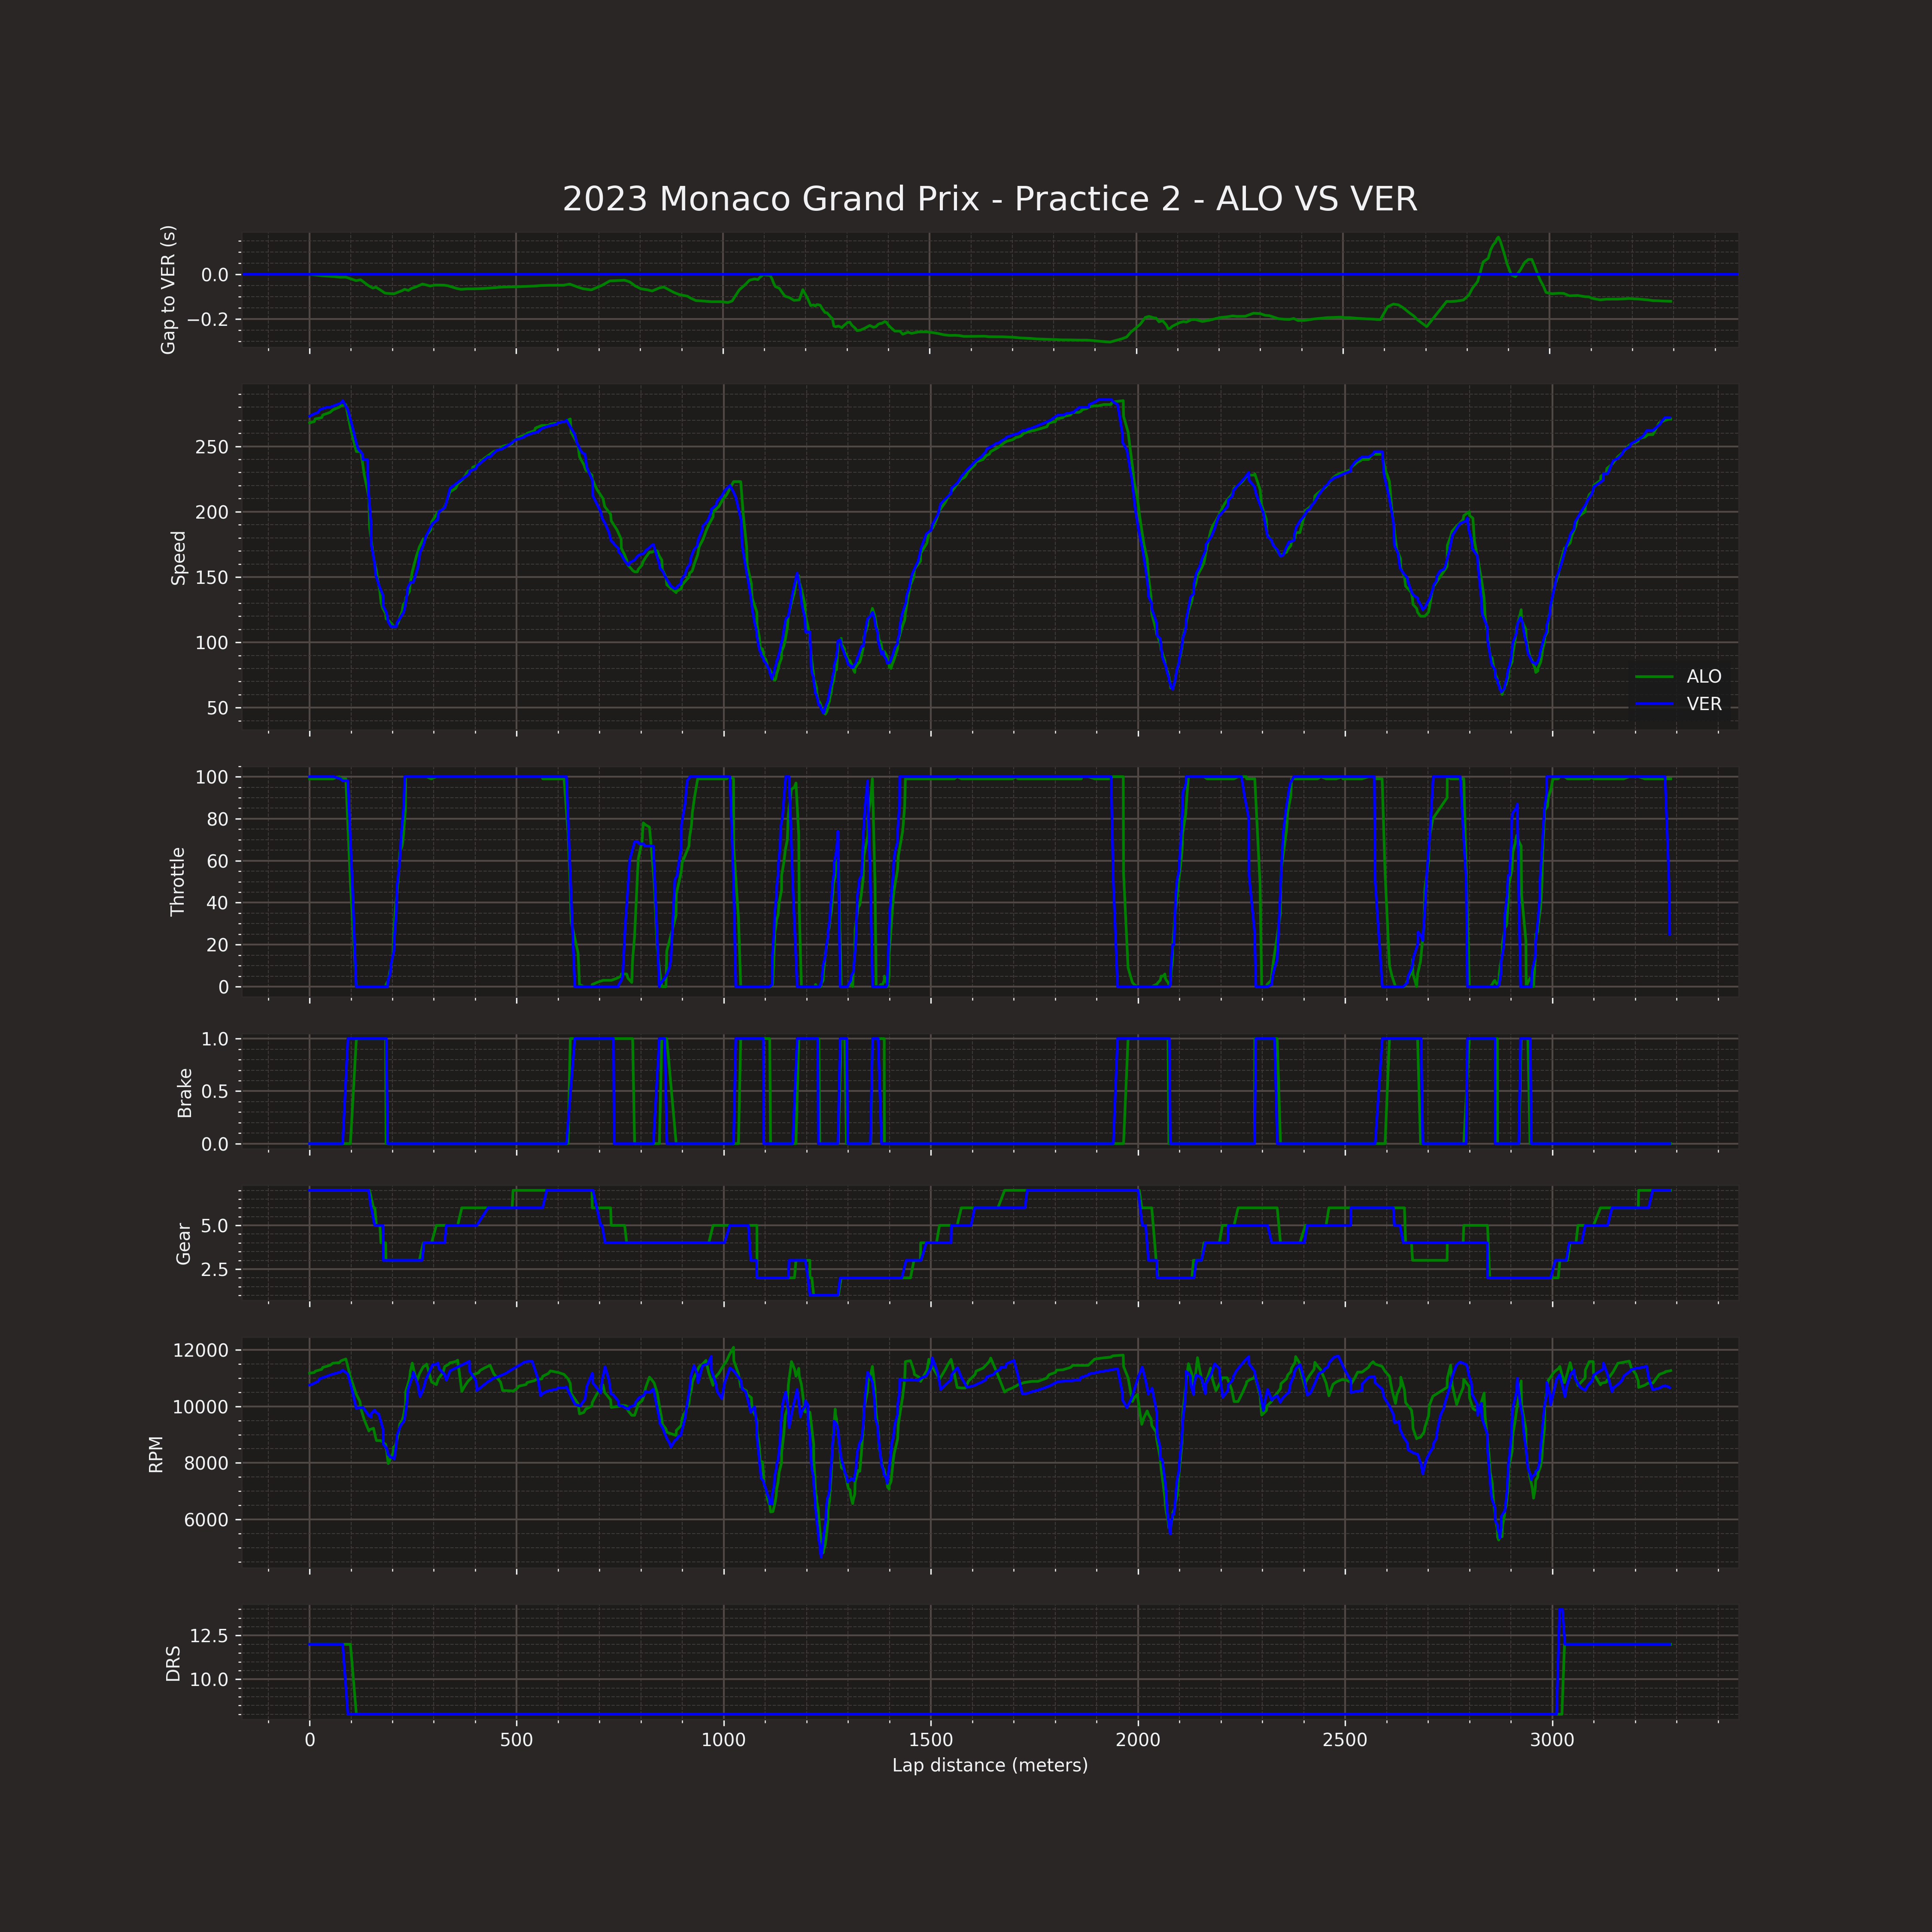 2023 Monaco Grand Prix - Practice 2 - ALO VS VER
Gap to VER (s)
0.0
−0.2
Speed
250
200
150
100
50
ALO
VER
Throttle
100
80
60
40
20
0
Brake
1.0
0.5
0.0
Gear
5.0
2.5
RPM
12000
10000
8000
6000
DRS
12.5
10.0
0 500 1000 1500 2000 2500 3000
Lap distance (meters)